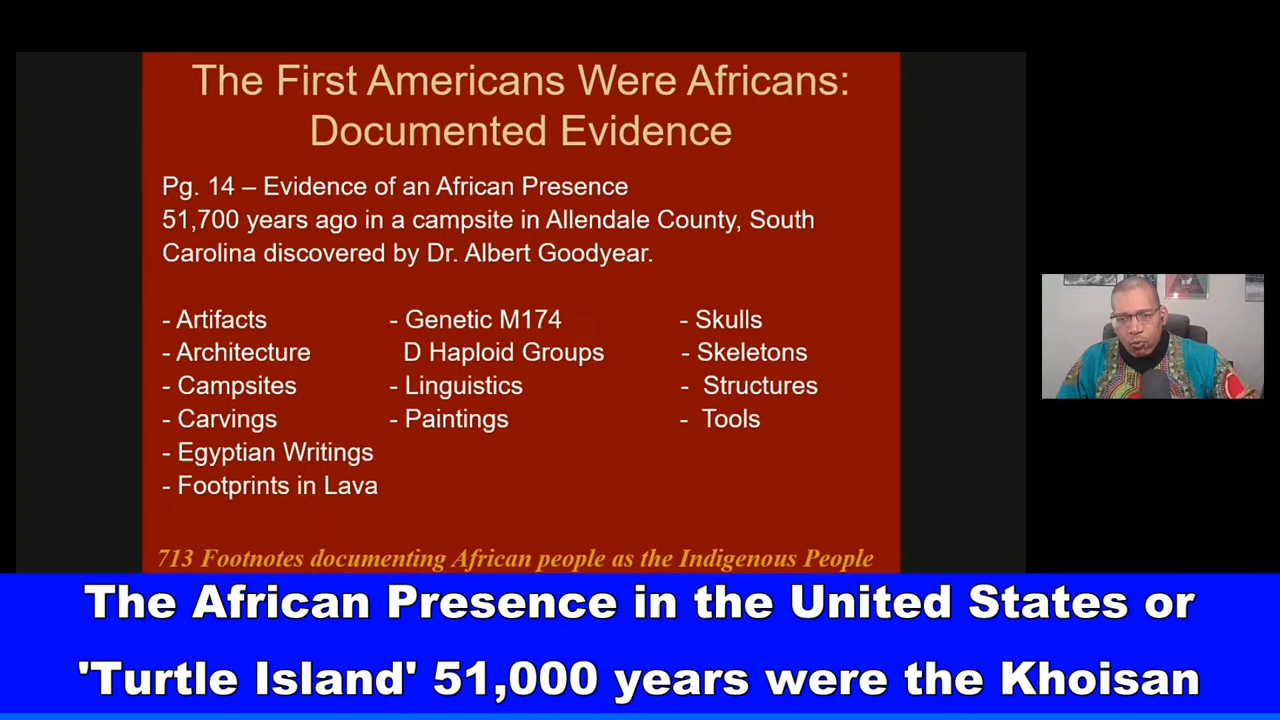 The First Americans Were Africans:
Documented Evidence
Pg. 14 – Evidence of an African Presence
51,700 years ago in a campsite in Allendale County, South
Carolina discovered by Dr. Albert Goodyear.
- Artifacts
- Architecture
- Campsites
- Carvings
- Egyptian Writings
- Footprints in Lava
- Genetic M174
D Haploid Groups
- Linguistics
- Paintings
- Skulls
- Skeletons
- Structures
- Tools
713 Footnotes documenting African people as the Indigenous People
The African Presence in the United States or
'Turtle Island' 51,000 years were the Khoisan